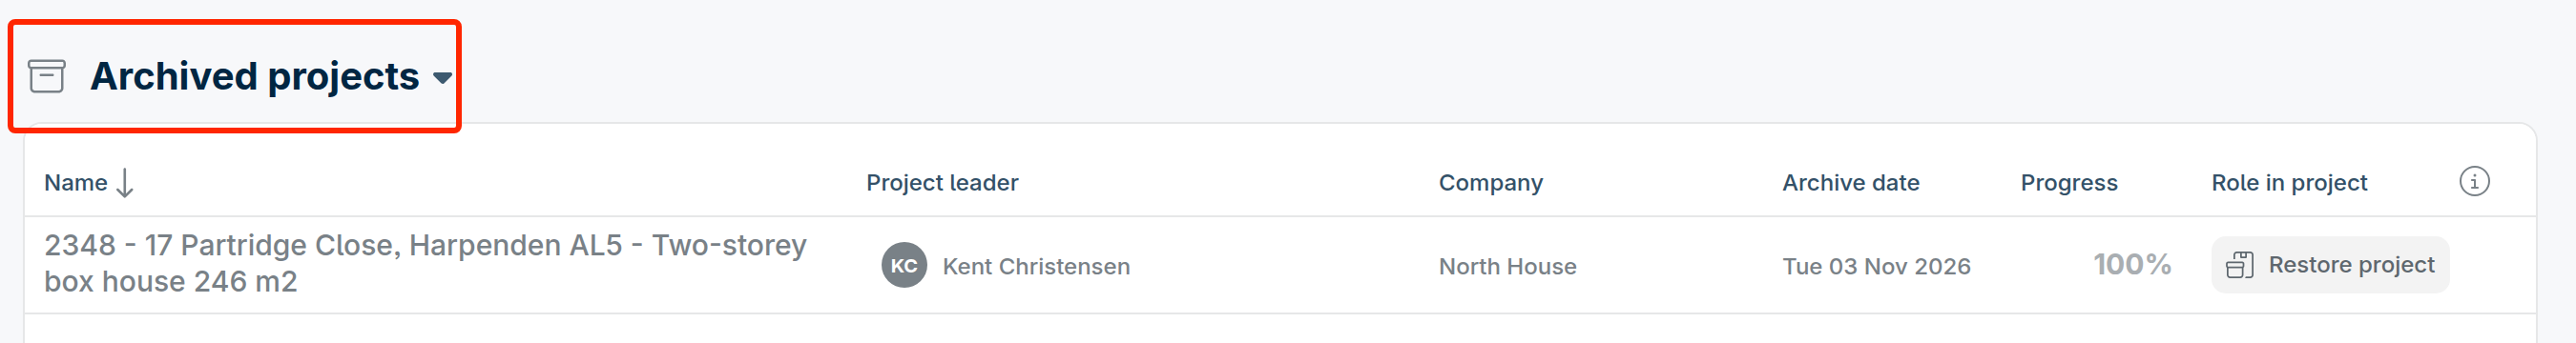 Archived projects
Name Project leader Company Archive date Progress Role in project
2348 - 17 Partridge Close, Harpenden AL5 - Two-storey
box house 246 m2
KC Kent Christensen North House Tue 03 Nov 2026 100% Restore project